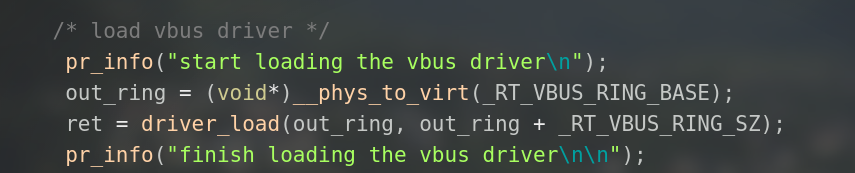 /* load vbus driver */
pr_info("start loading the vbus driver\n");
out_ring = (void*)__phys_to_virt(_RT_VBUS_RING_BASE);
ret = driver_load(out_ring, out_ring + _RT_VBUS_RING_SZ);
pr_info("finish loading the vbus driver\n\n");